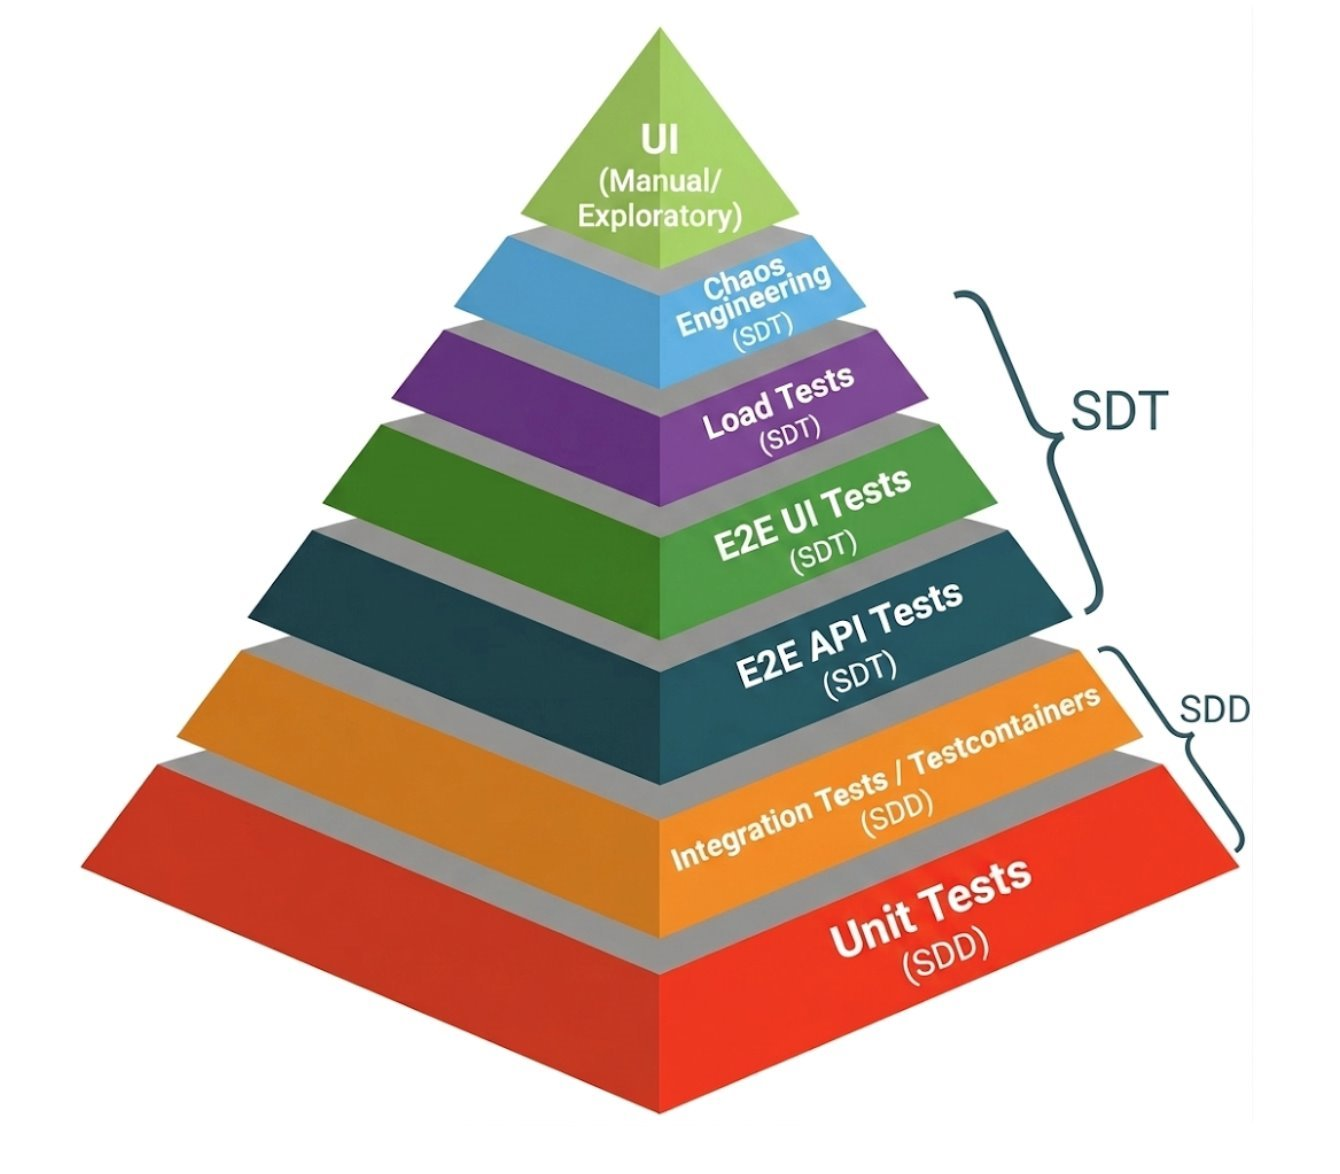 UI
(Manual/
Exploratory)
Chaos
Engineering
(SDT)
Load Tests
(SDT)
SDT
E2E UI Tests
(SDT)
E2E API Tests
(SDT)
SDD
Integration Tests / Testcontainers
(SDD)
Unit Tests
(SDD)